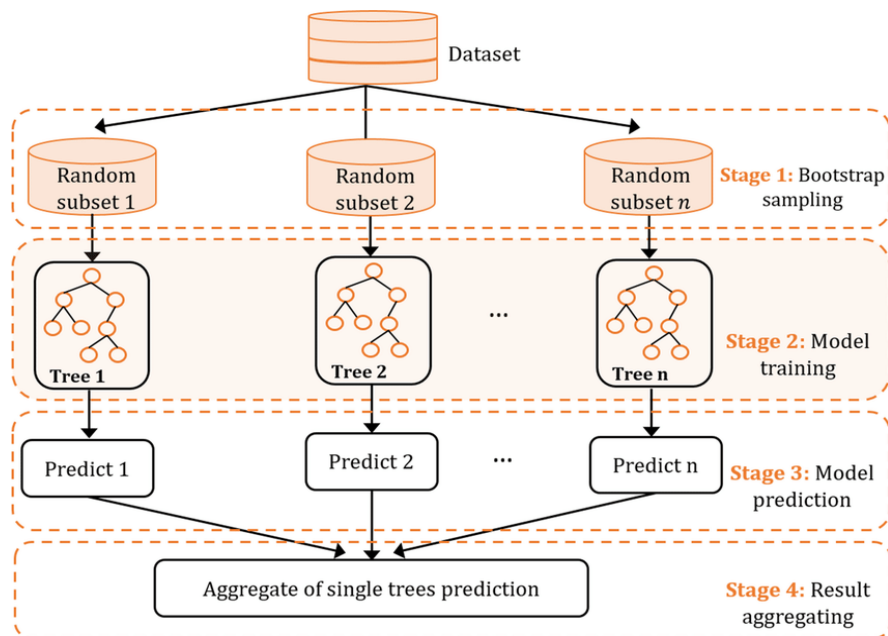 Dataset
Random
subset 1
Random
subset 2
Random
subset n
Stage 1: Bootstrap
sampling
Tree 1
Tree 2
...
Tree n
Stage 2: Model
training
Predict 1
Predict 2
...
Predict n
Stage 3: Model
prediction
Aggregate of single trees prediction
Stage 4: Result
aggregating